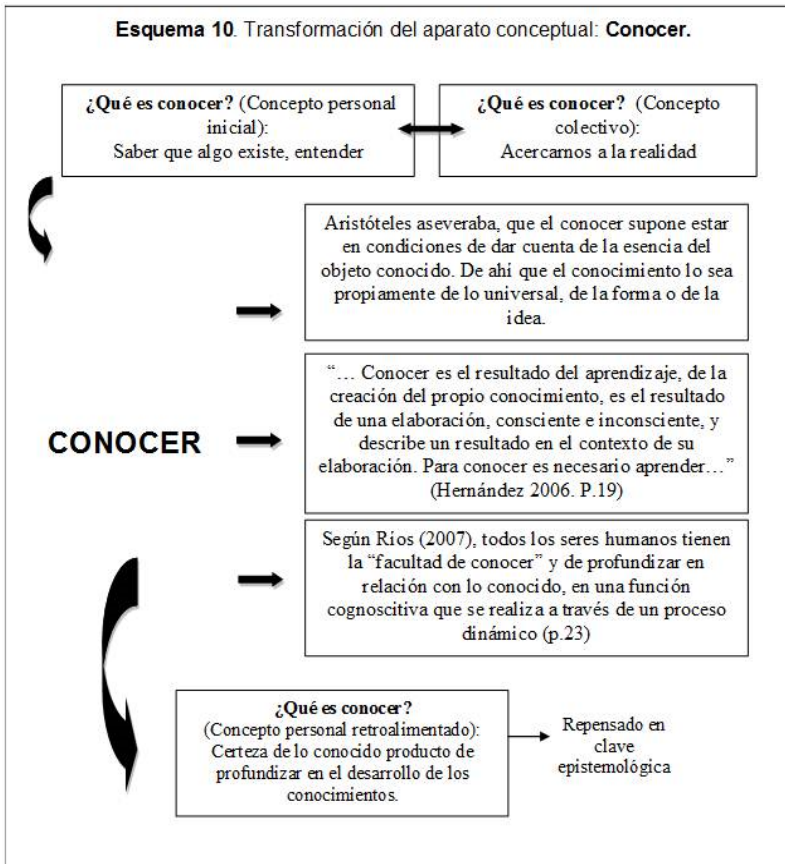 Esquema 10. Transformación del aparato conceptual: Conocer.
¿Qué es conocer? (Concepto personal
inicial):
Saber que algo existe, entender
¿Qué es conocer? (Concepto
colectivo):
Acercarnos a la realidad
Aristóteles aseveraba, que el conocer supone estar
en condiciones de dar cuenta de la esencia del
objeto conocido. De ahí que el conocimiento lo sea
propiamente de lo universal, de la forma o de la
idea.
CONOCER
“… Conocer es el resultado del aprendizaje, de la
creación del propio conocimiento, es el resultado
de una elaboración, consciente e inconsciente, y
describe un resultado en el contexto de su
elaboración. Para conocer es necesario aprender…”
(Hernández 2006. P.19)
Según Ríos (2007), todos los seres humanos tienen
la “facultad de conocer” y de profundizar en
relación con lo conocido, en una función
cognoscitiva que se realiza a través de un proceso
dinámico (p.23)
¿Qué es conocer?
(Concepto personal retroalimentado):
Certeza de lo conocido producto de
profundizar en el desarrollo de los
conocimientos.
Repensado en
clave
epistemológica